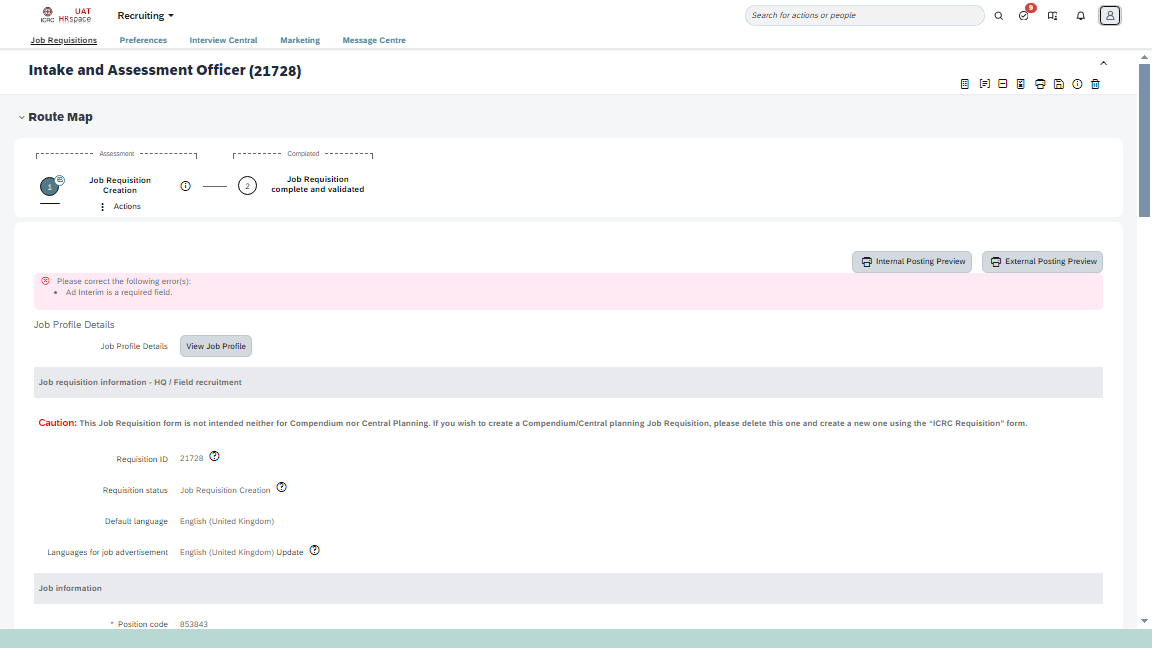 ICRC
UAT
HRspace
Recruiting
Search for actions or people
9
Job Requisitions
Preferences
Interview Central
Marketing
Message Centre
Intake and Assessment Officer (21728)
Route Map
Assessment
Completed
1
Job Requisition
Creation
2
Job Requisition
complete and validated
Actions
Internal Posting Preview
External Posting Preview
Please correct the following error(s):
• Ad Interim is a required field.
Job Profile Details
Job Profile Details
View Job Profile
Job requisition information - HQ / Field recruitment
Caution: This Job Requisition form is not intended neither for Compendium nor Central Planning. If you wish to create a Compendium/Central planning Job Requisition, please delete this one and create a new one using the “ICRC Requisition” form.
Requisition ID 21728
Requisition status Job Requisition Creation
Default language English (United Kingdom)
Languages for job advertisement English (United Kingdom) Update
Job information
* Position code 853843